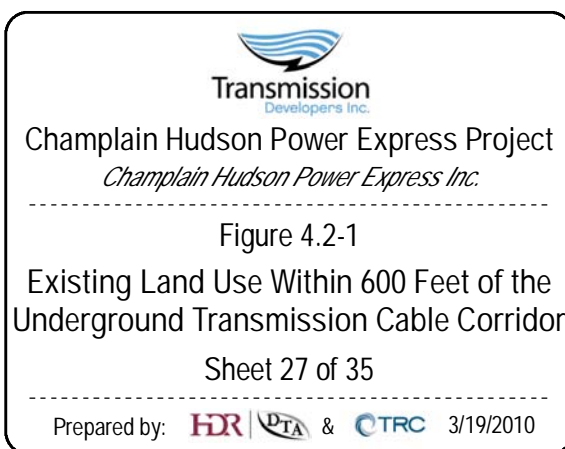 Transmission
Developers Inc.
Champlain Hudson Power Express Project
Champlain Hudson Power Express Inc.
Figure 4.2-1
Existing Land Use Within 600 Feet of the
Underground Transmission Cable Corridor
Sheet 27 of 35
Prepared by: HDR | DTA & TRC 3/19/2010